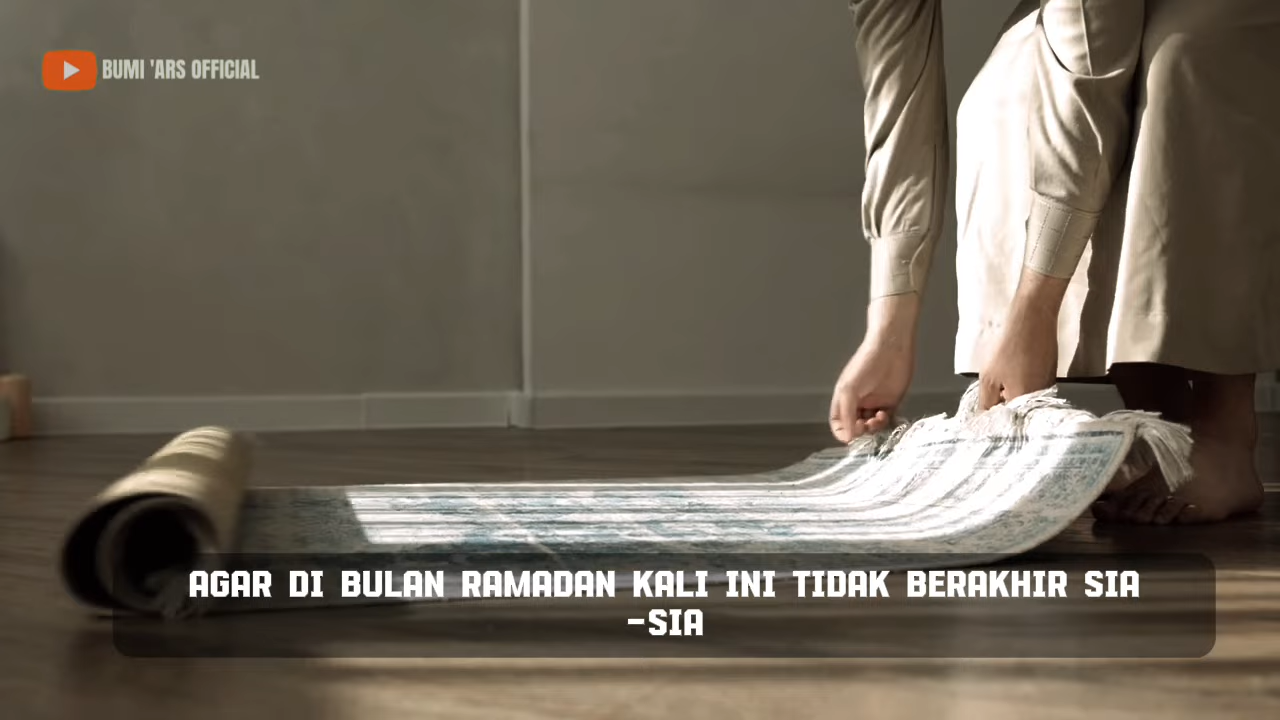 BUMI 'ARS OFFICIAL
AGAR DI BULAN RAMADAN KALI INI TIDAK BERAKHIR SIA
-SIA